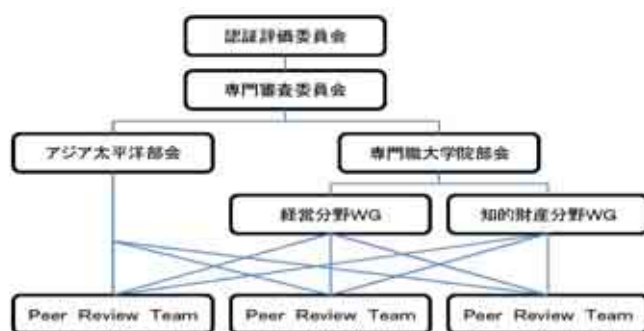 認証評価委員会
専門審査委員会
アジア太平洋部会
専門職大学院部会
経営分野WG
知的財産分野WG
Peer Review Team
Peer Review Team
Peer Review Team